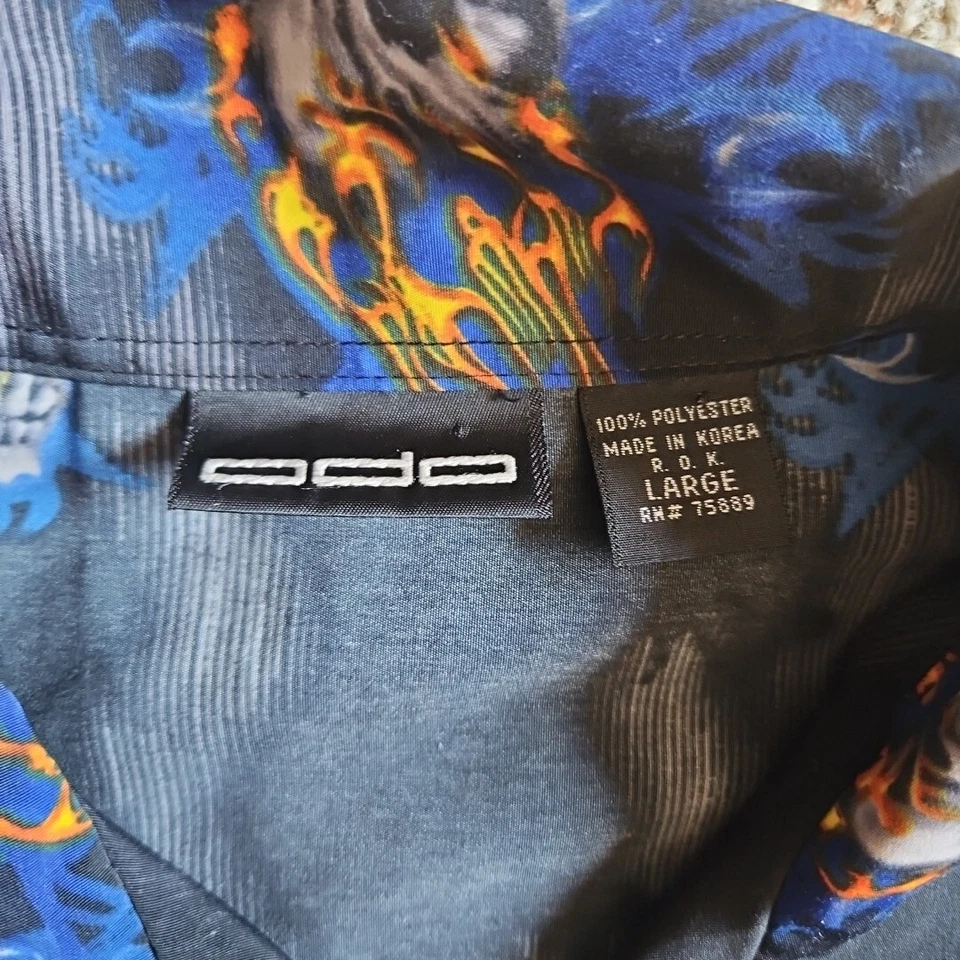 odo
100% POLYESTER
MADE IN KOREA
R. O. K.
LARGE
RN# 75889